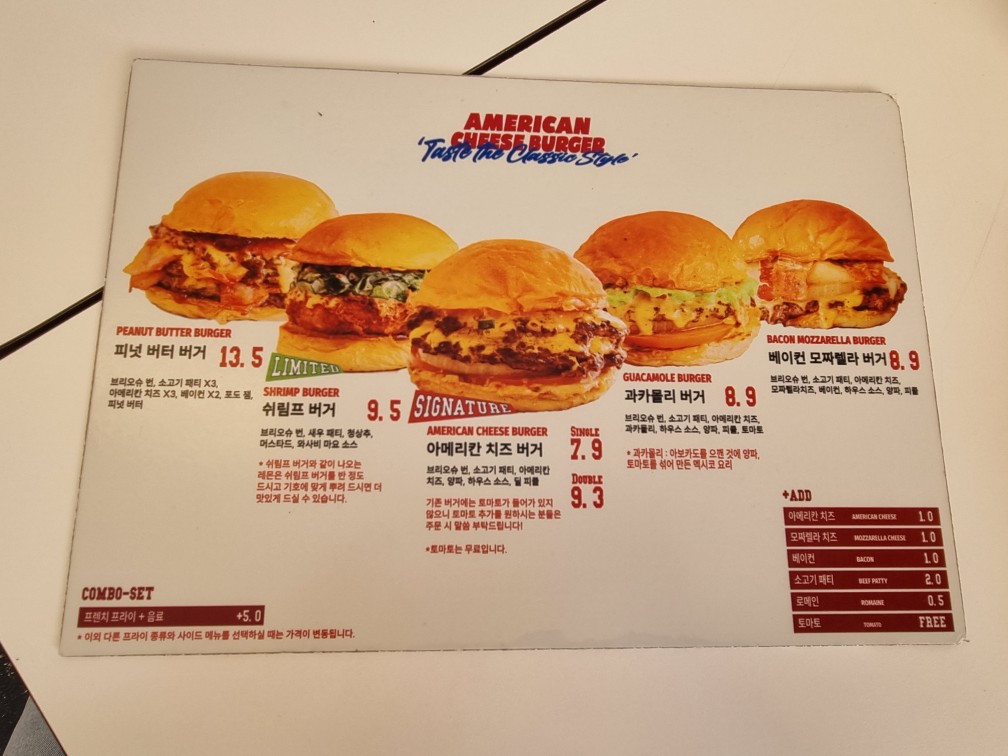 AMERICAN
CHEESE BURGER
'Taste the Classic Style'
PEANUT BUTTER BURGER
피넛 버터 버거 13.5
브리오슈 번, 소고기 패티 X3,
아메리칸 치즈 X3, 베이컨 X2, 포도 잼,
피넛 버터
LIMITED
SHRIMP BURGER
쉬림프 버거 9.5
브리오슈 번, 새우 패티, 청상추,
머스타드, 와사비 마요 소스
* 쉬림프 버거와 같이 나오는
레몬은 쉬림프 버거를 반 정도
드시고 기호에 맞게 뿌려 드시면 더
맛있게 드실 수 있습니다.
SIGNATURE
AMERICAN CHEESE BURGER
아메리칸 치즈 버거
브리오슈 번, 소고기 패티, 아메리칸
치즈, 양파, 하우스 소스, 딜 피클
SINGLE
7.9
DOUBLE
9.3
기존 버거에는 토마토가 들어가 있지
않으니 토마토 추가를 원하시는 분들은
주문 시 말씀 부탁드립니다!
*토마토는 무료입니다.
GUACAMOLE BURGER
과카몰리 버거 8.9
브리오슈 번, 소고기 패티, 아메리칸 치즈,
과카몰리, 하우스 소스, 양파, 피클, 토마토
* 과카몰리 : 아보카도를 으깬 것에 양파,
토마토를 섞어 만든 멕시코 요리
BACON MOZZARELLA BURGER
베이컨 모짜렐라 버거 8.9
브리오슈 번, 소고기 패티, 아메리칸 치즈,
모짜렐라치즈, 베이컨, 하우스 소스, 양파, 피클
+ADD
아메리칸 치즈 AMERICAN CHEESE 1.0
모짜렐라 치즈 MOZZARELLA CHEESE 1.0
베이컨 BACON 1.0
소고기 패티 BEEF PATTY 2.0
로메인 ROMAINE 0.5
토마토 TOMATO FREE
COMBO-SET
프렌치 프라이 + 음료 +5.0
* 이외 다른 프라이 종류와 사이드 메뉴를 선택하실 때는 가격이 변동됩니다.